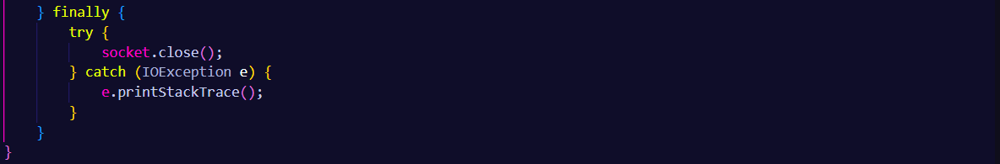 } finally {
try {
socket.close();
} catch (IOException e) {
e.printStackTrace();
}
}
}